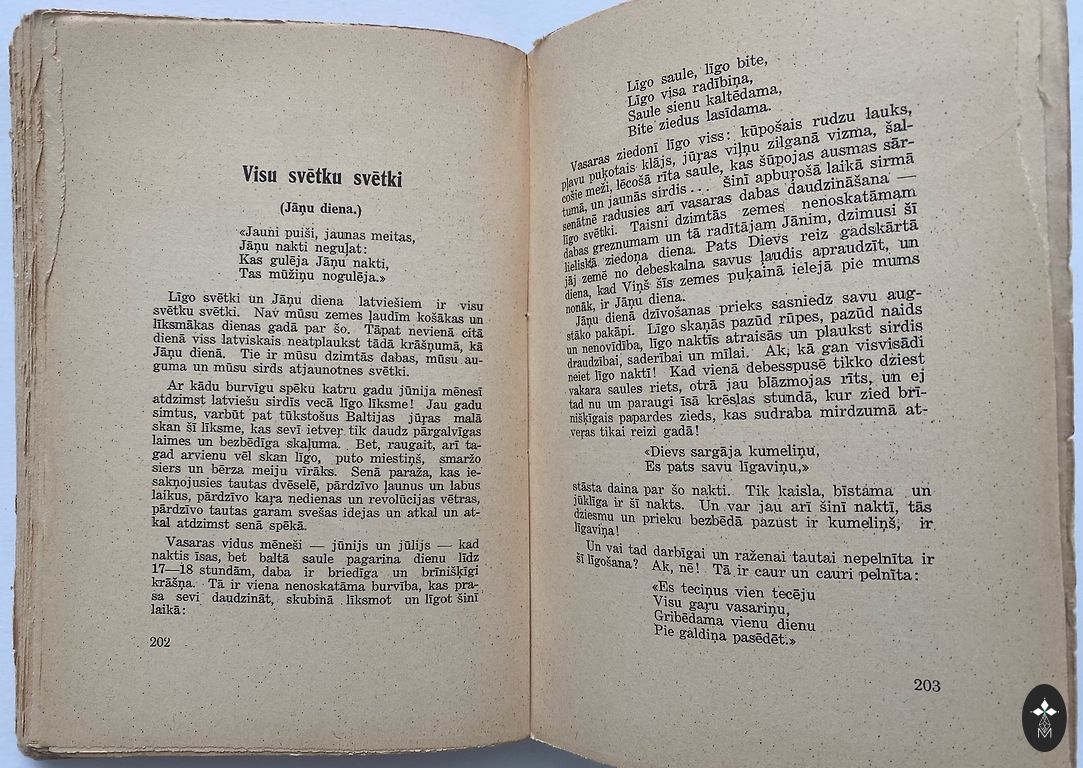 Visu svētku svētki
(Jāņu diena.)
«Jauni puiši, jaunas meitas,
Jāņu nakti neguļat:
Kas gulēja Jāņu nakti,
Tas mūžiņu nogulēja.»
Līgo svētki un Jāņu diena latviešiem ir visu
svētku svētki. Nav mūsu zemes ļaudīm košākas un
līksmākas dienas gadā par šo. Tāpat nevienā citā
dienā viss latviskais neatplaukst tādā krāšņumā, kā
Jāņu dienā. Tie ir mūsu dzimtās dabas, mūsu au-
guma un mūsu sirds atjaunotnes svētki.
Ar kādu burvīgu spēku katru gadu jūnija mēnesī
atdzimst latviešu sirdīs vecā līgo līksme! Jau gadu
simtus, varbūt pat tūkstošus Baltijas jūras malā
skan šī līksme, kas sevī ietveŗ tik daudz pārgalvīgas
laimes un bezbēdīga skaļuma. Bet, raugait, arī ta-
gad arvienu vēl skan līgo, puto miestiņš, smaržo
siers un bērza meiju vīrāks. Senā paraža, kas ie-
sakņojusies tautas dvēselē, pārdzīvo ļaunus un labus
laikus, pārdzīvo kaŗa nedienas un revolūcijas vētras,
pārdzīvo tautas garam svešas idejas un atkal un at-
kal atdzimst senā spēkā.
Vasaras vidus mēneši — jūnijs un jūlijs — kad
naktis īsas, bet baltā saule pagarina dienu līdz
17—18 stundām, daba ir briedīga un brīnišķīgi
krāšņa. Tā ir viena nenoskatāma burvība, kas pra-
sa sevi daudzināt, skubinā līksmot un līgot šinī
laikā:
202
Līgo saule, līgo bite,
Līgo visa radībiņa,
Saule sienu kaltēdama,
Bite ziedus lasīdama.
Vasaras ziedonī līgo viss: kūpošais rudzu lauks,
pļavu puķotais klājs, jūras viļņu zilganā vizma, šal-
cošie meži, lēcošā rīta saule, kas šūpojas ausmas sār-
tumā, un jaunās sirdis... Šinī apburošā laikā sirmā
senātnē radusies arī vasaras dabas daudzināšana —
līgo svētki. Taisni dzimtās zemes nenoskatāmam
dabas greznumam un tā radītājam Jānim, dzimusi šī
lieliskā ziedoņa diena. Pats Dievs reiz gadskārtā
jāj zemē no debeskalna savus ļaudis apraudzīt, un
diena, kad Viņš šīs zemes puķainā ielejā pie mums
nonāk, ir Jāņu diena.
Jāņu dienā dzīvošanas prieks sasniedz savu aug-
stāko pakāpi. Līgo skaņās pazūd rūpes, pazūd naids
un nenovīdība, līgo naktīs atraisās un plaukst sirdis
draudzībai, saderībai un mīlai. Ak, kā gan visvisādi
neiet līgo naktī! Kad vienā debesspusē tikko dziest
vakara saules riets, otrā jau blāzmojas rīts, un ej
tad nu un paraugi īsā krēslas stundā, kur zied brī-
nišķīgais papardes zieds, kas sudraba mirdzumā at-
veŗas tikai reizi gadā!
«Dievs sargāja kumeliņu,
Es pats savu līgaviņu,»
stāsta daina par šo nakti. Tik kaisla, bīstama un
jūklīga ir šī nakts. Un var jau arī šinī naktī, tās
dziesmu un prieku bezbēdā pazust ir kumeliņš, ir
līgaviņa!
Un vai tad darbīgai un raženai tautai nepelnīta ir
šī līgošana? Ak, nē! Tā ir caur un cauri pelnīta:
«Es teciņus vien tecēju
Visu gaŗu vasariņu,
Gribēdama vienu dienu
Pie galdiņa pasēdēt.»
203
M